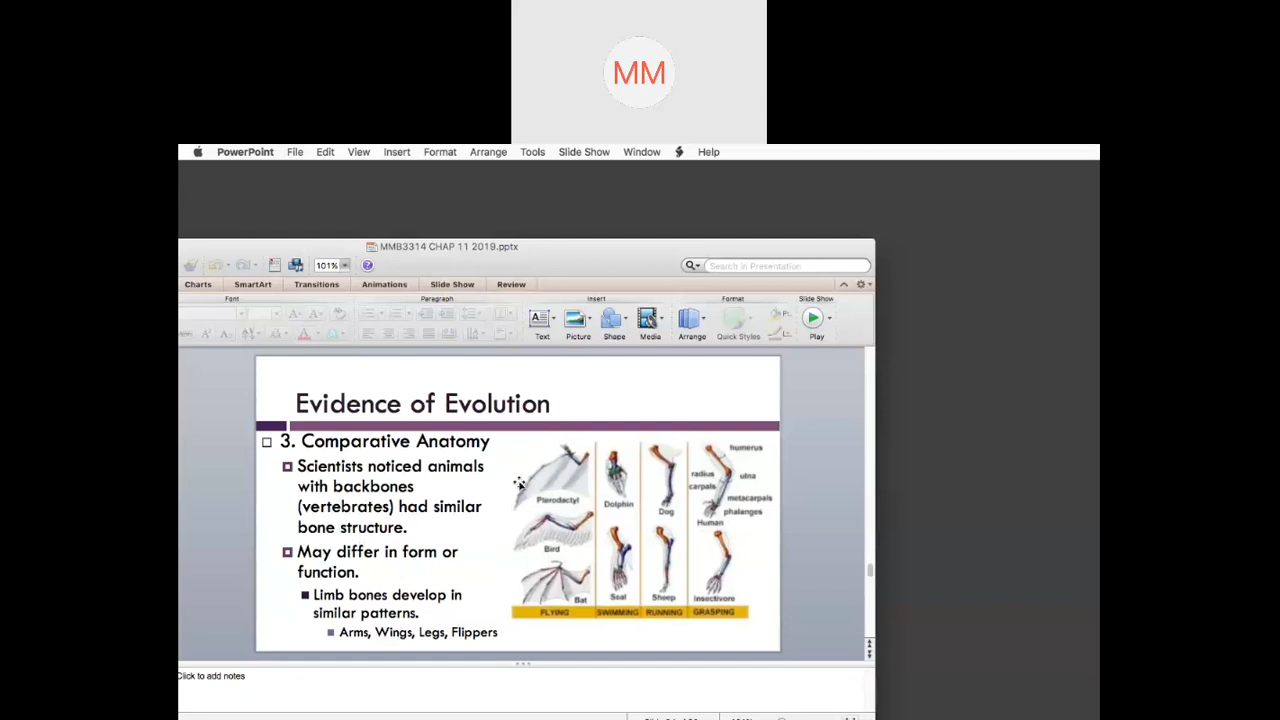 MM
PowerPoint File Edit View Insert Format Arrange Tools Slide Show Window Help
MMB3314 CHAP 11 2019.pptx
101% Search in Presentation
Charts SmartArt Transitions Animations Slide Show Review
Font Paragraph Insert Format Slide Show
Text Picture Shape Media Arrange Quick Styles Play
Evidence of Evolution
3. Comparative Anatomy
Scientists noticed animals
with backbones
(vertebrates) had similar
bone structure.
May differ in form or
function.
Limb bones develop in
similar patterns.
Arms, Wings, Legs, Flippers
humerus
radius
ulna
carpals
metacarpals
phalanges
Pterodactyl
Dolphin
Dog
Human
Bird
Bat
Seal
Sheep
Insectivore
FLYING SWIMMING RUNNING GRASPING
Click to add notes